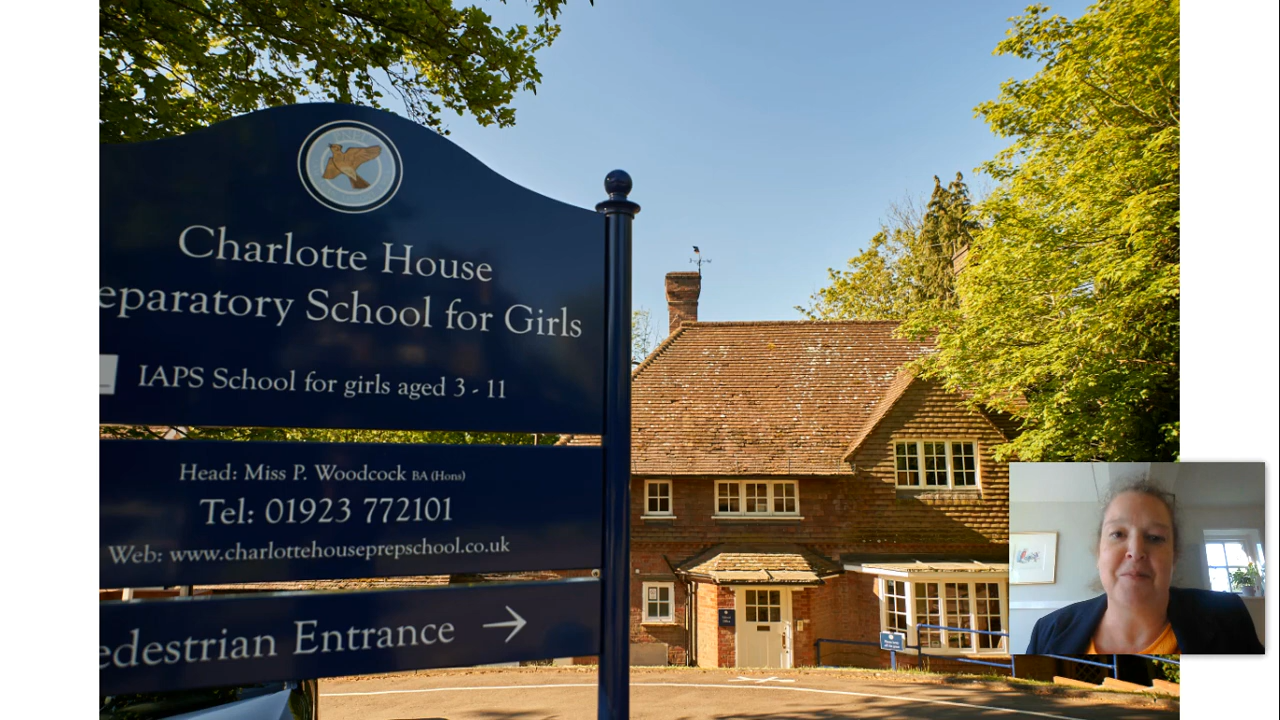 Charlotte House
eparatory School for Girls
IAPS School for girls aged 3 - 11
Head: Miss P. Woodcock BA (Hons)
Tel: 01923 772101
Web: www.charlottehouseprepschool.co.uk
edestrian Entrance